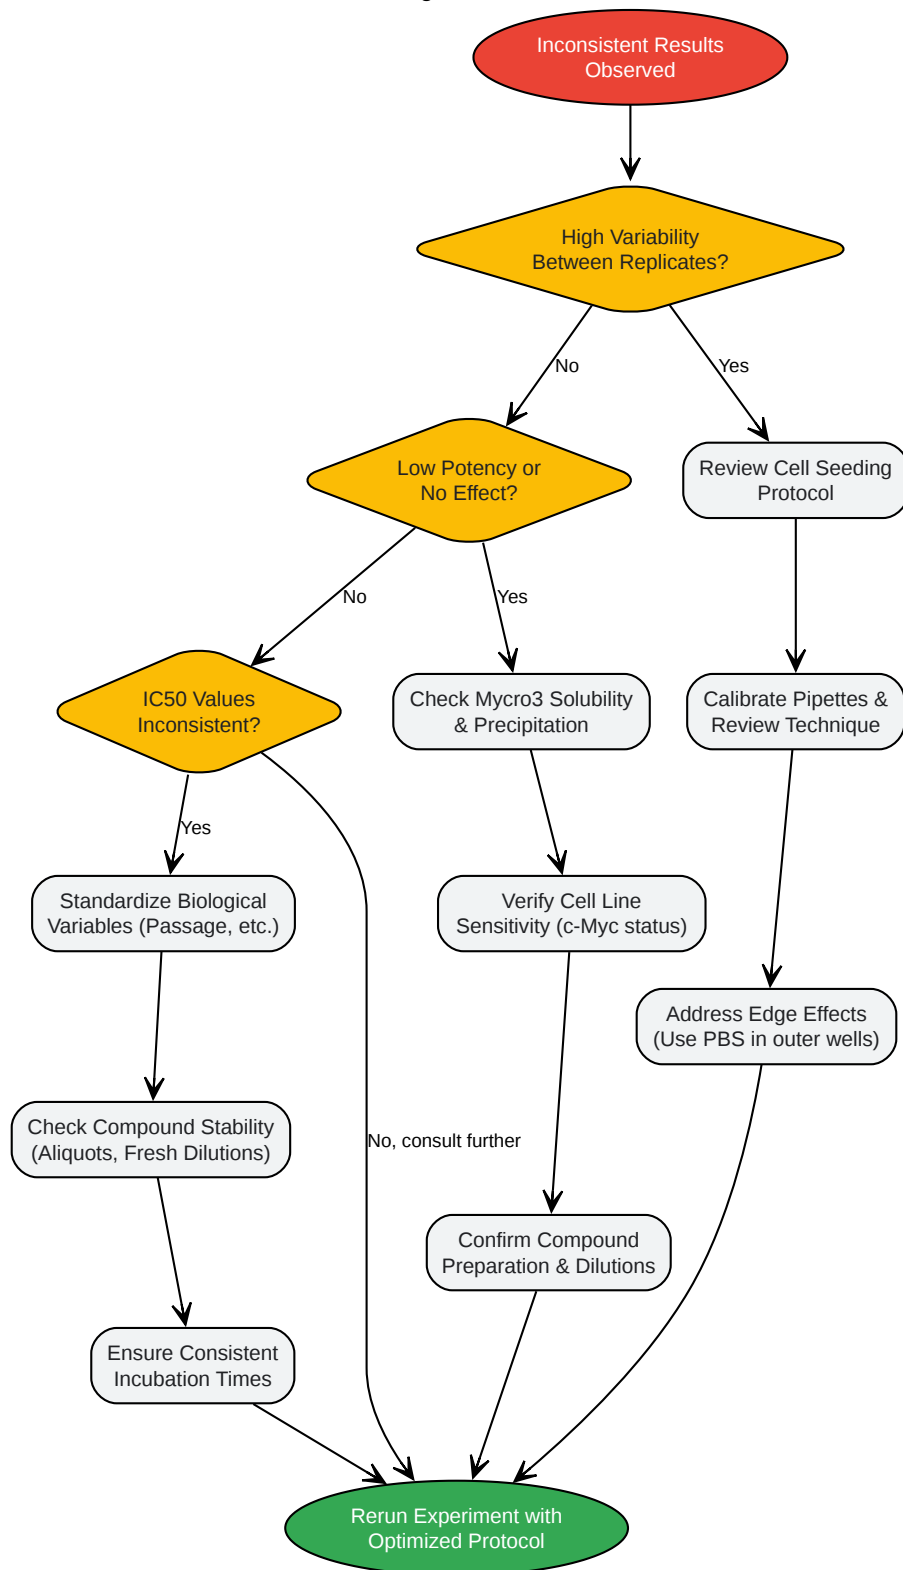 Inconsistent Results
Observed
High Variability
Between Replicates?
No
Yes
Low Potency or
No Effect?
Review Cell Seeding
Protocol
No
Yes
IC50 Values
Inconsistent?
Check Mycro3 Solubility
& Precipitation
Calibrate Pipettes &
Review Technique
Yes
Standardize Biological
Variables (Passage, etc.)
Verify Cell Line
Sensitivity (c-Myc status)
Address Edge Effects
(Use PBS in outer wells)
Check Compound Stability
(Aliquots, Fresh Dilutions)
No, consult further
Confirm Compound
Preparation & Dilutions
Ensure Consistent
Incubation Times
Rerun Experiment with
Optimized Protocol